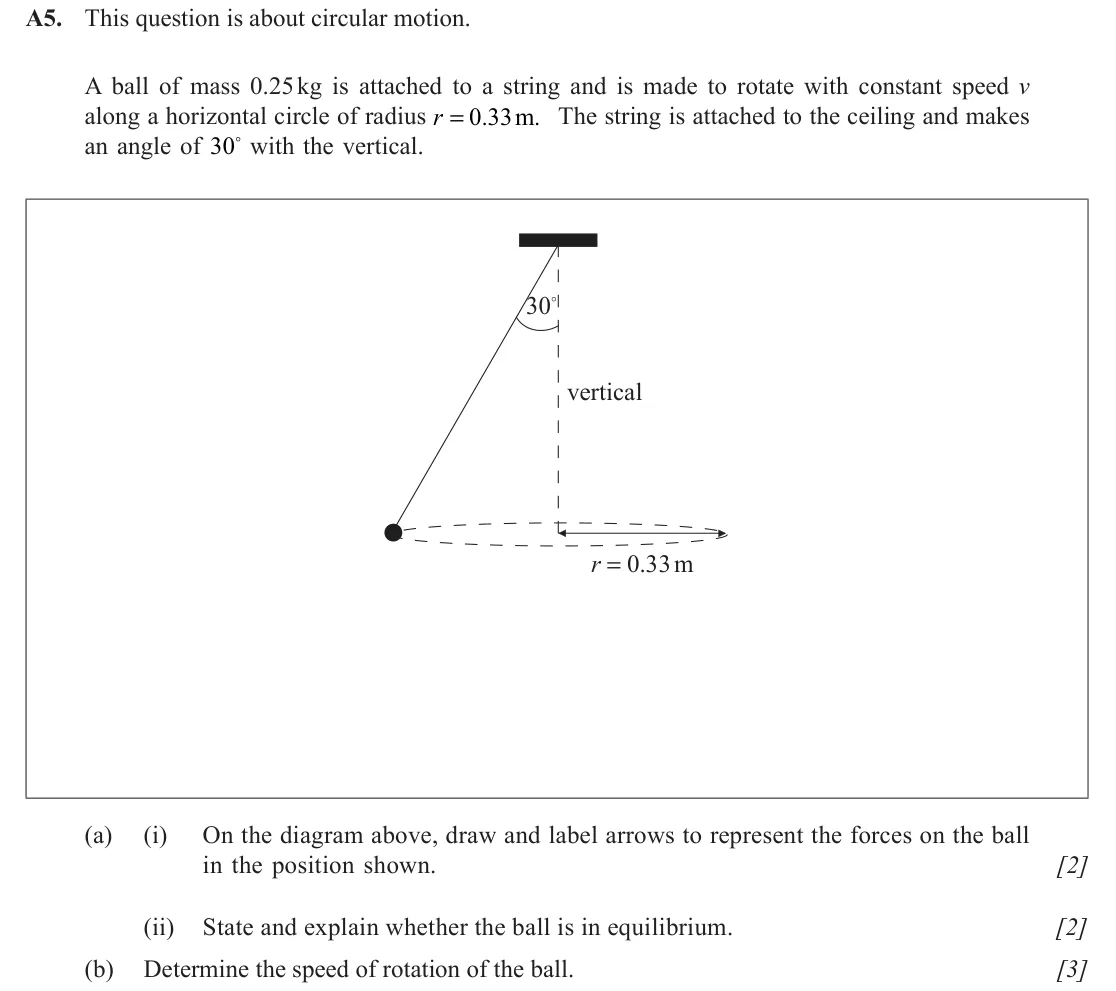 A5. This question is about circular motion.
A ball of mass 0.25 kg is attached to a string and is made to rotate with constant speed v
along a horizontal circle of radius r = 0.33 m. The string is attached to the ceiling and makes
an angle of 30° with the vertical.
30°
vertical
r = 0.33 m
(a) (i) On the diagram above, draw and label arrows to represent the forces on the ball
in the position shown. [2]
(ii) State and explain whether the ball is in equilibrium. [2]
(b) Determine the speed of rotation of the ball. [3]